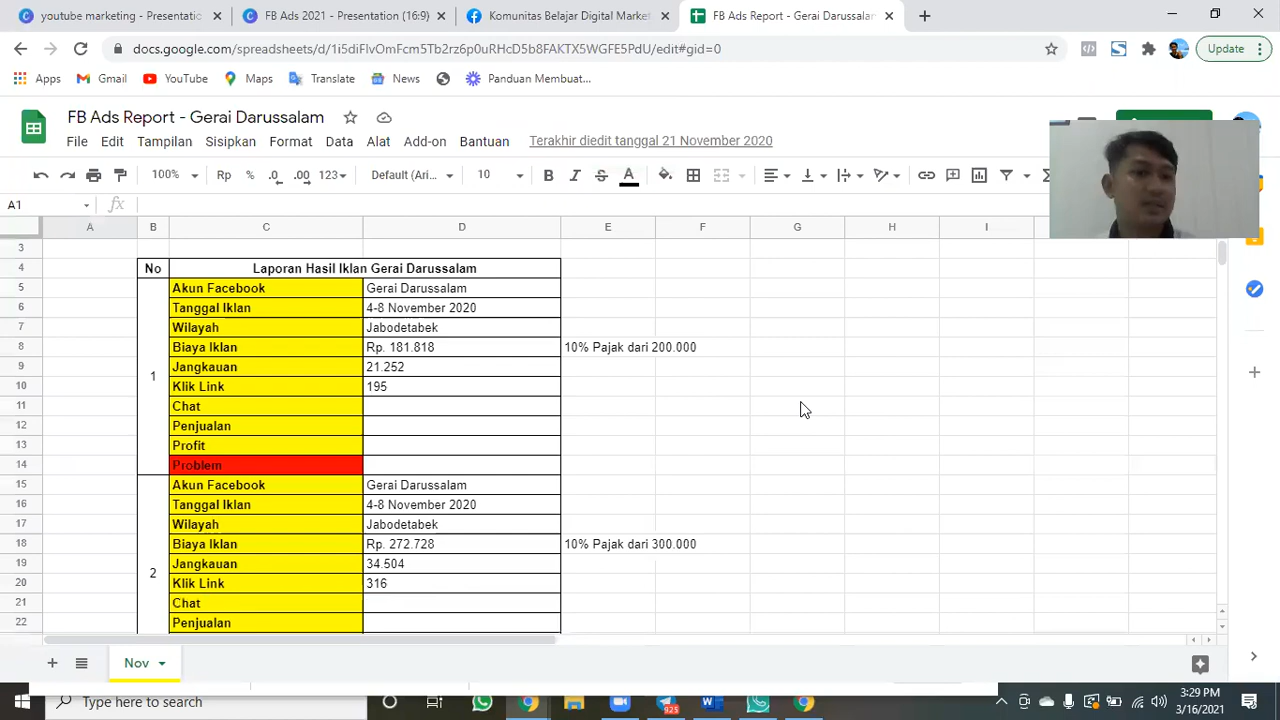 youtube marketing - Presentatic
FB Ads 2021 - Presentation (16:9)
Komunitas Belajar Digital Market
FB Ads Report - Gerai Darussalam
docs.google.com/spreadsheets/d/1i5diFlvOmFcrT5Tb2rz6p0uRHcD5b8FAKTX5WGFE5PdU/edit#gid=0
Update
Apps
Gmail
YouTube
Maps
Translate
News
Panduan Membuat...
FB Ads Report - Gerai Darussalam
File Edit Tampilan Sisipkan Format Data Alat Add-on Bantuan Terakhir diedit tanggal 21 November 2020
100% Rp % .0 .00 123 Default (Ari... 10 B I S A
A1 fx
A B C D E F G H I
3
4 No Laporan Hasil Iklan Gerai Darussalam
5 Akun Facebook Gerai Darussalam
6 Tanggal Iklan 4-8 November 2020
7 Wilayah Jabodetabek
8 Biaya Iklan Rp. 181.818 10% Pajak dari 200.000
9 Jangkauan 21.252
1
10 Klik Link 195
11 Chat
12 Penjualan
13 Profit
14 Problem
15 Akun Facebook Gerai Darussalam
16 Tanggal Iklan 4-8 November 2020
17 Wilayah Jabodetabek
18 Biaya Iklan Rp. 272.728 10% Pajak dari 300.000
19 Jangkauan 34.504
2
20 Klik Link 316
21 Chat
22 Penjualan
Nov
Type here to search
925
3:29 PM
3/16/2021